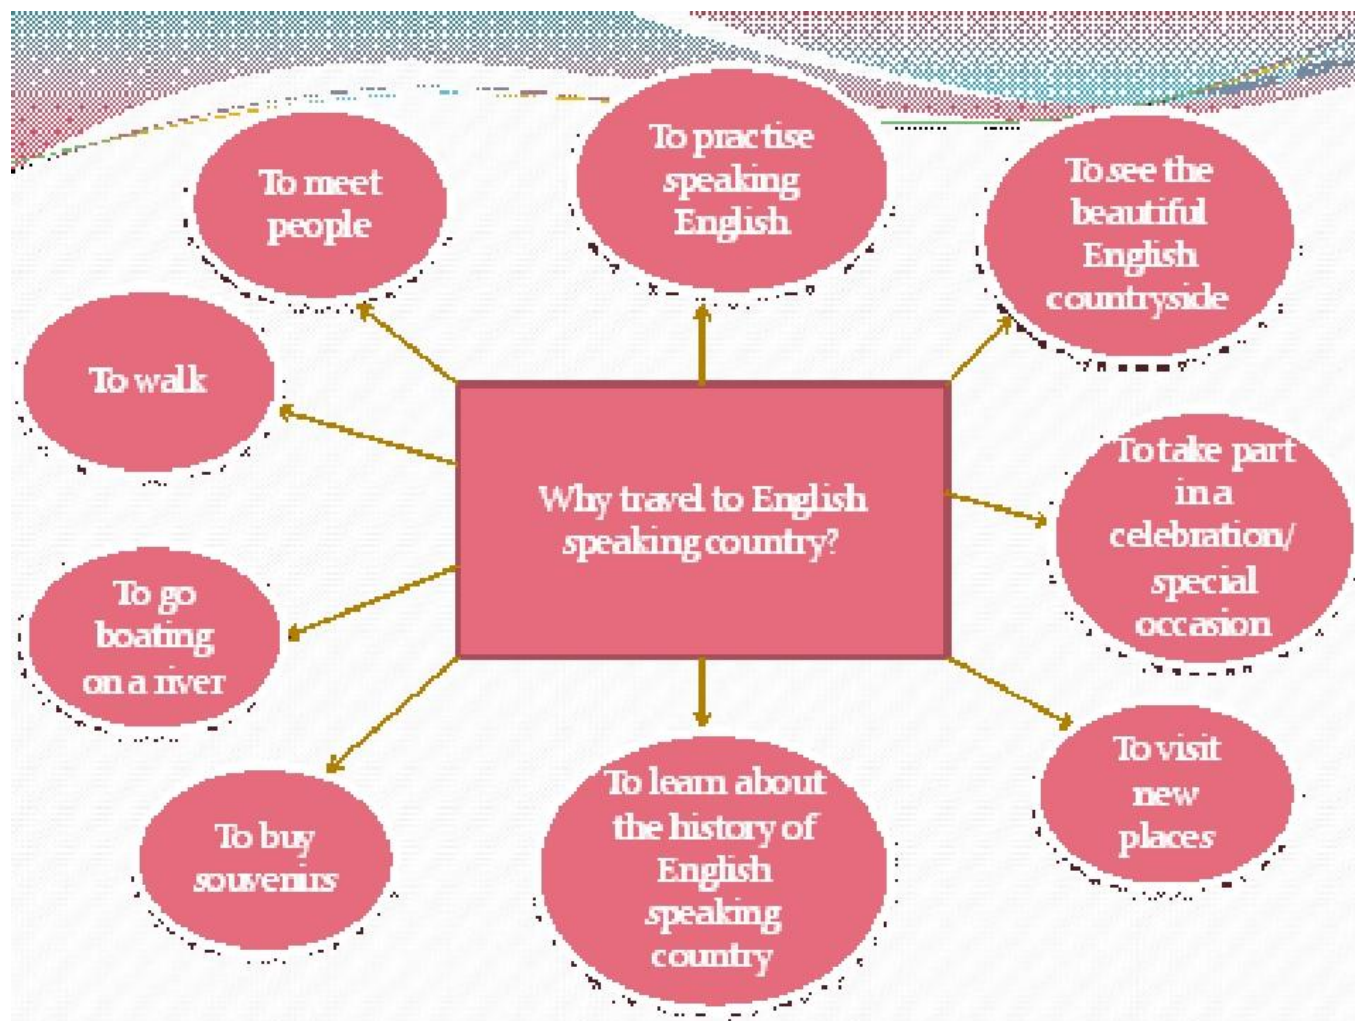 To practise
speaking
English
To meet
people
To see the
beautiful
English
countryside
To walk
Why travel to English
speaking country?
To take part
in a
celebration/
special
occasion
To go
boating
on a river
To visit
new
places
To buy
souvenirs
To learn about
the history of
English
speaking
country